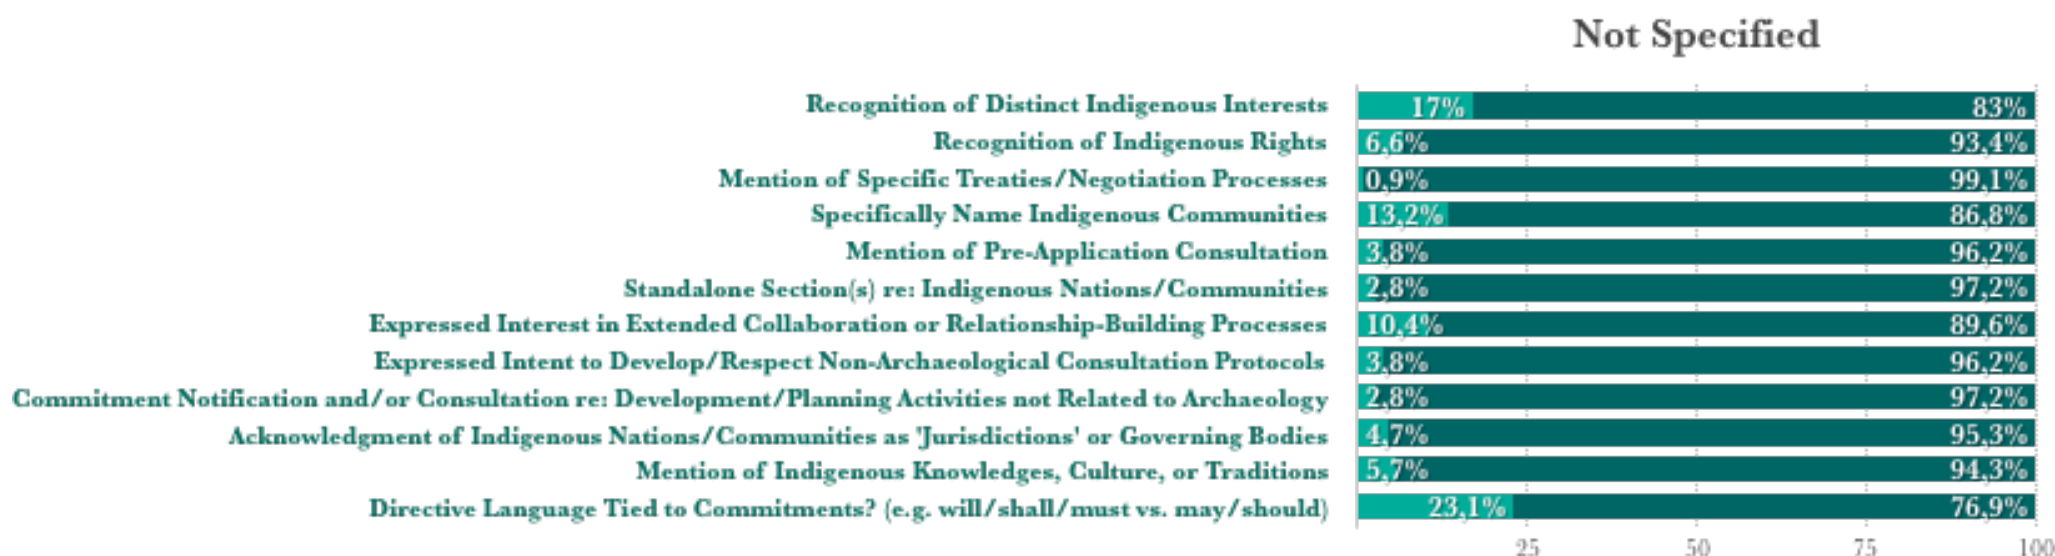 Not Specified
Recognition of Distinct Indigenous Interests 17% 83%
Recognition of Indigenous Rights 6,6% 93,4%
Mention of Specific Treaties/Negotiation Processes 0,9% 99,1%
Specifically Name Indigenous Communities 13,2% 86,8%
Mention of Pre-Application Consultation 3,8% 96,2%
Standalone Section(s) re: Indigenous Nations/Communities 2,8% 97,2%
Expressed Interest in Extended Collaboration or Relationship-Building Processes 10,4% 89,6%
Expressed Intent to Develop/Respect Non-Archaeological Consultation Protocols 3,8% 96,2%
Commitment Notification and/or Consultation re: Development/Planning Activities not Related to Archaeology 2,8% 97,2%
Acknowledgment of Indigenous Nations/Communities as 'Jurisdictions' or Governing Bodies 4,7% 95,3%
Mention of Indigenous Knowledges, Culture, or Traditions 5,7% 94,3%
Directive Language Tied to Commitments? (e.g. will/shall/must vs. may/should) 23,1% 76,9%
25 50 75 100